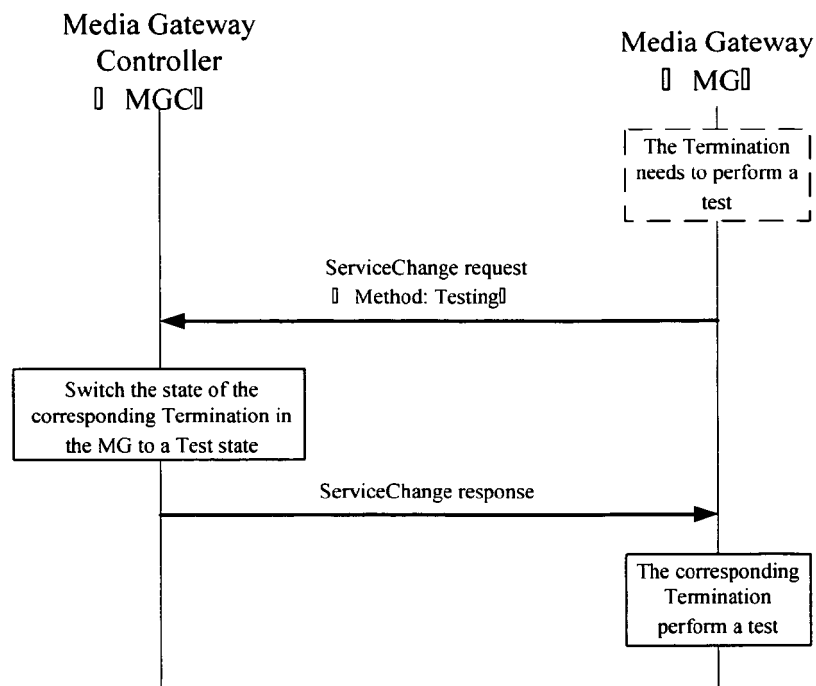 Media Gateway
Controller
▯ MGC▯
Media Gateway
▯ MG▯
The Termination
needs to perform a
test
ServiceChange request
▯ Method: Testing▯
Switch the state of the
corresponding Termination in
the MG to a Test state
ServiceChange response
The corresponding
Termination
perform a test